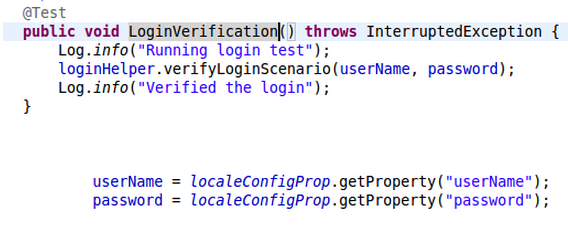 @Test
public void LoginVerification() throws InterruptedException {
Log.info("Running login test");
loginHelper.verifyLoginScenario(userName, password);
Log.info("Verified the login");
}
userName = localeConfigProp.getProperty("userName");
password = localeConfigProp.getProperty("password");